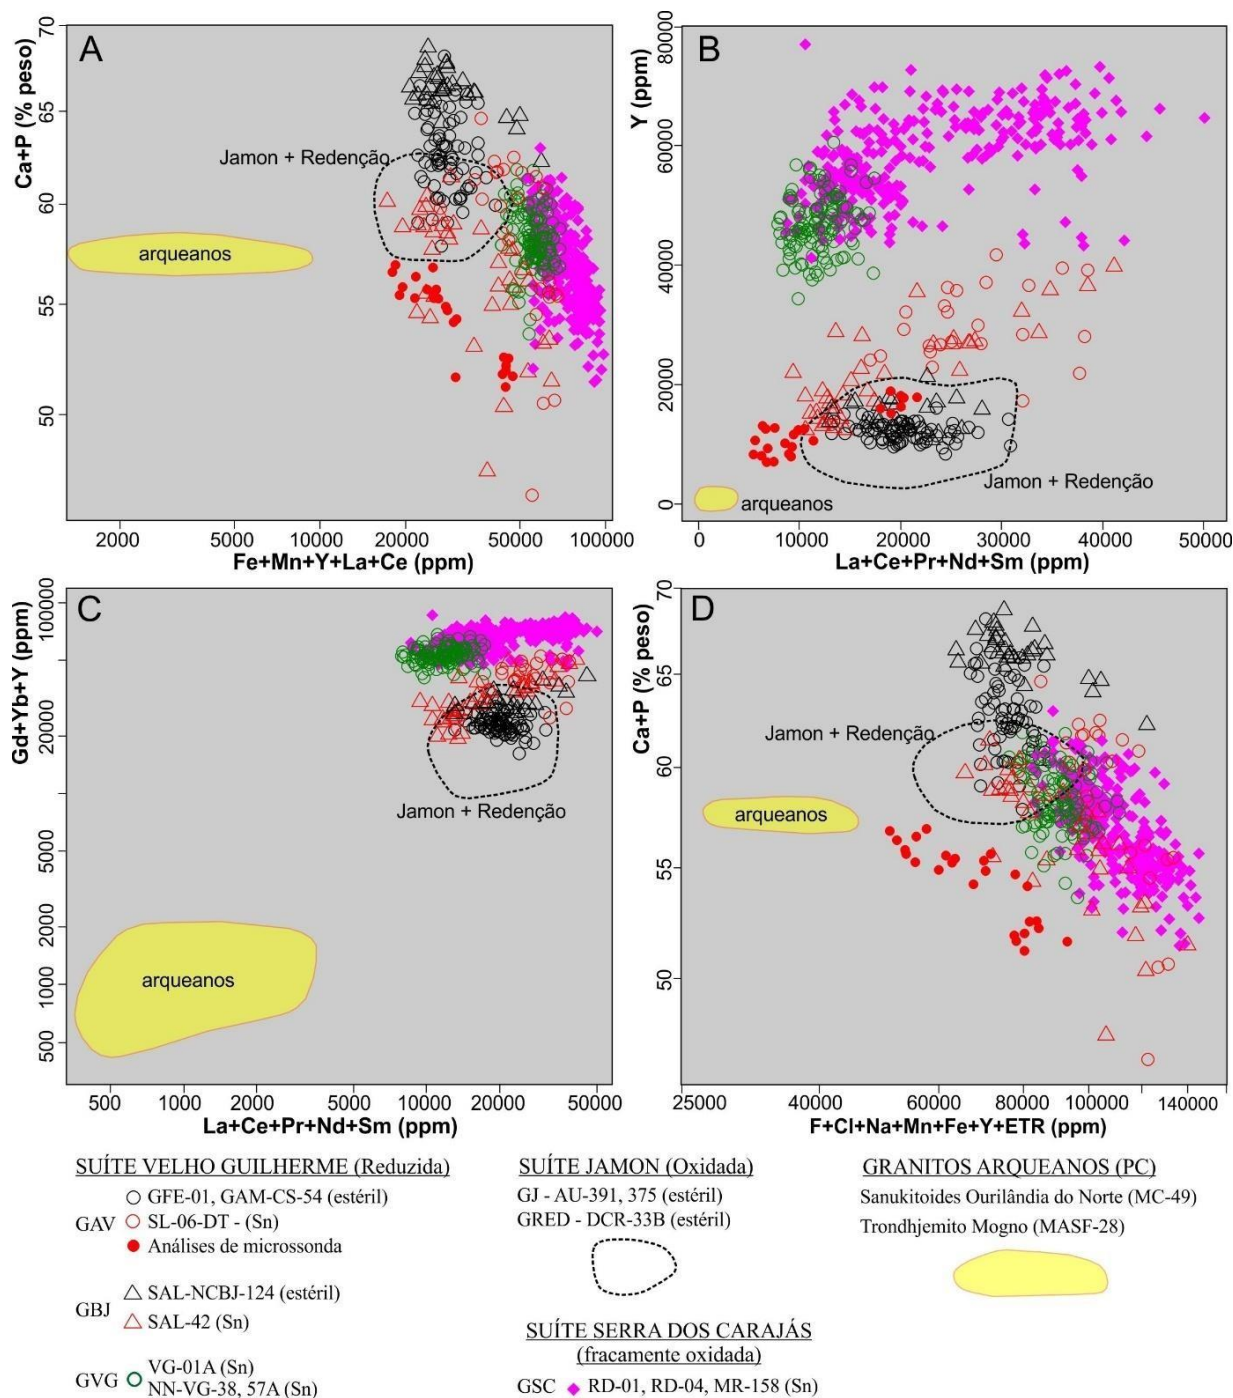 A
Ca+P (% peso)
70
65
60
55
50
Jamon + Redenção
arqueanos
2000
10000
20000
50000
100000
Fe+Mn+Y+La+Ce (ppm)
B
Y (ppm)
80000
60000
40000
20000
0
Jamon + Redenção
arqueanos
0
10000
20000
30000
40000
50000
La+Ce+Pr+Nd+Sm (ppm)
C
Gd+Yb+Y (ppm)
100000
20000
5000
2000
1000
500
Jamon + Redenção
arqueanos
500
1000
2000
10000
20000
50000
La+Ce+Pr+Nd+Sm (ppm)
D
Ca+P (% peso)
70
65
60
55
50
Jamon + Redenção
arqueanos
25000
40000
60000
80000
100000
140000
F+Cl+Na+Mn+Fe+Y+ETR (ppm)
SUÍTE VELHO GUILHERME (Reduzida)
GAV
GFE-01, GAM-CS-54 (estéril)
SL-06-DT - (Sn)
Análises de microssonda
GBJ
SAL-NCBJ-124 (estéril)
SAL-42 (Sn)
GVG
VG-01A (Sn)
NN-VG-38, 57A (Sn)
SUÍTE JAMON (Oxidada)
GJ - AU-391, 375 (estéril)
GRED - DCR-33B (estéril)
SUÍTE SERRA DOS CARAJÁS
(fracamente oxidada)
GSC RD-01, RD-04, MR-158 (Sn)
GRANITOS ARQUEANOS (PC)
Sanukitoides Ourilândia do Norte (MC-49)
Trondhjemito Mogno (MASF-28)